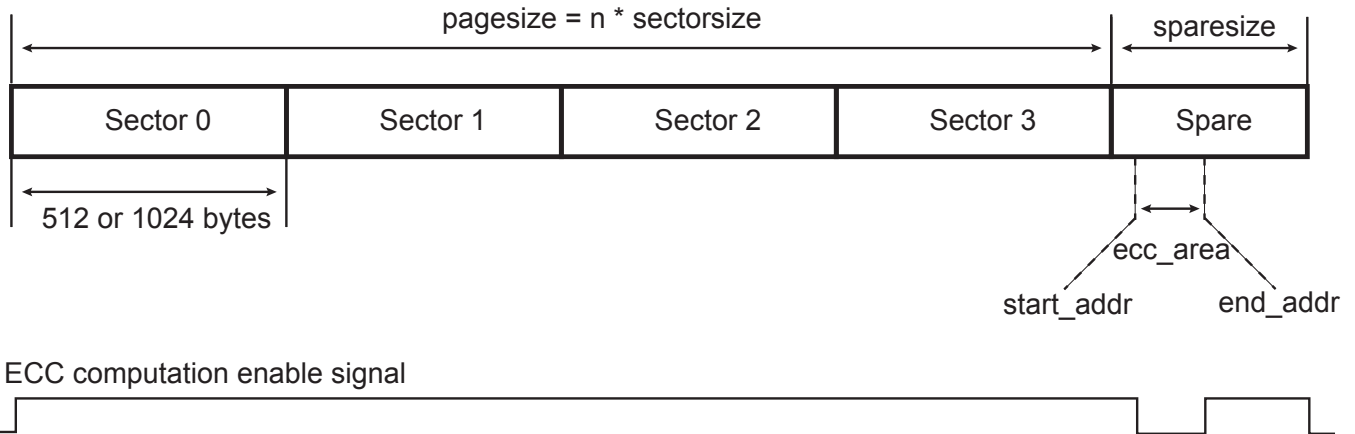 pagesize = n * sectorsize
sparesize
Sector 0
Sector 1
Sector 2
Sector 3
Spare
512 or 1024 bytes
ecc_area
start_addr
end_addr
ECC computation enable signal